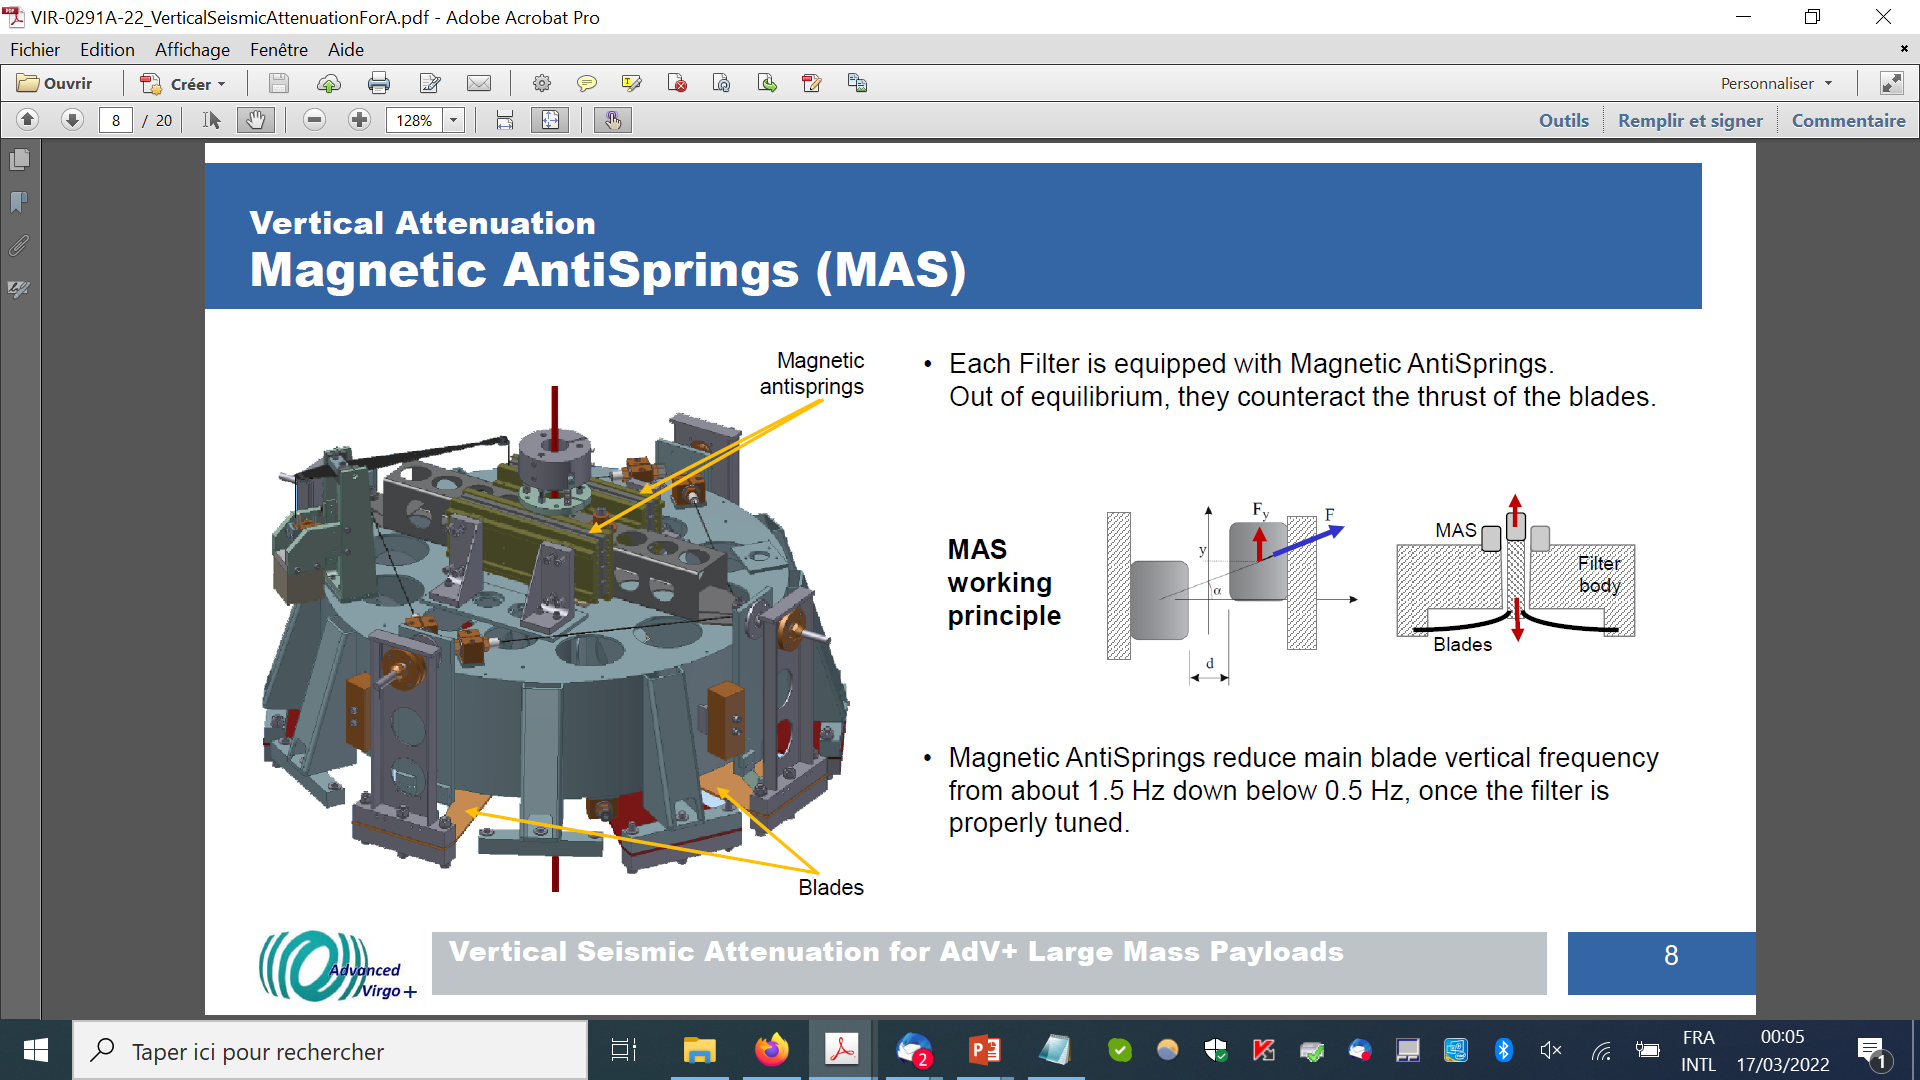 VIR-0291A-22_VerticalSeismicAttenuationForA.pdf - Adobe Acrobat Pro
Fichier Edition Affichage Fenêtre Aide
Ouvrir Créer Personnaliser
8 / 20 128% Outils Remplir et signer Commentaire
Vertical Attenuation
Magnetic AntiSprings (MAS)
Magnetic
antisprings
• Each Filter is equipped with Magnetic AntiSprings.
Out of equilibrium, they counteract the thrust of the blades.
MAS
working
principle
Fy
F
y
α
d
MAS
Filter
body
Blades
• Magnetic AntiSprings reduce main blade vertical frequency
from about 1.5 Hz down below 0.5 Hz, once the filter is
properly tuned.
Blades
Advanced
Virgo+
Vertical Seismic Attenuation for AdV+ Large Mass Payloads
8
Taper ici pour rechercher
2
FRA
INTL
00:05
17/03/2022
1